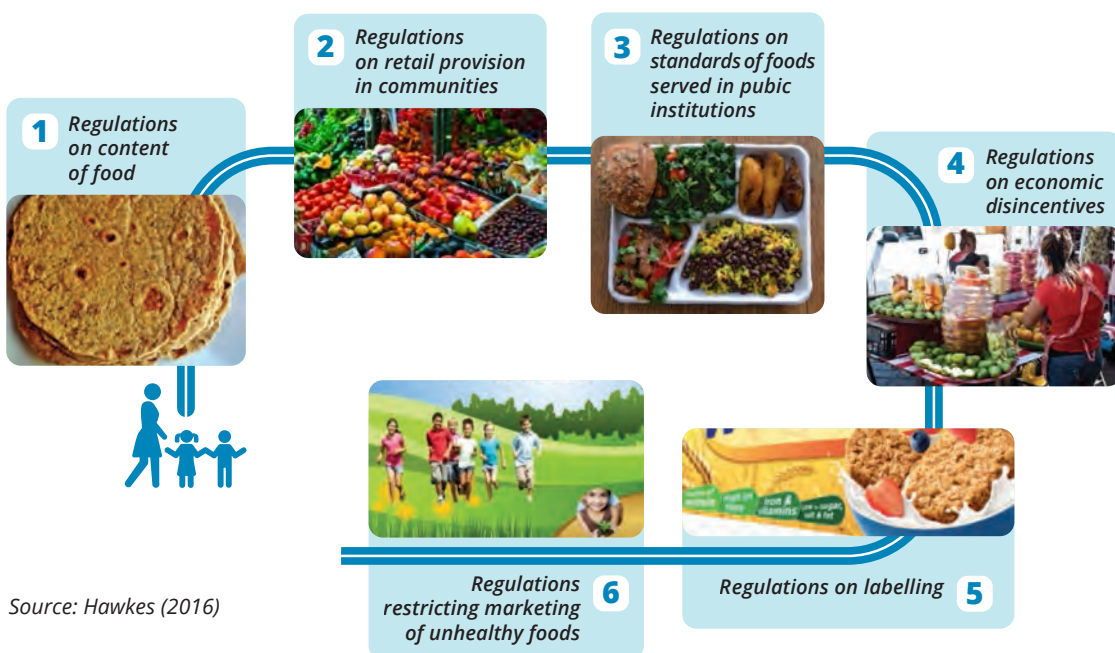 1
Regulations
on content
of food
2
Regulations
on retail provision
in communities
3
Regulations on
standards of foods
served in pubic
institutions
4
Regulations
on economic
disincentives
iron &
vitamins
Regulations on labelling
5
Regulations
restricting marketing
of unhealthy foods
6
Source: Hawkes (2016)